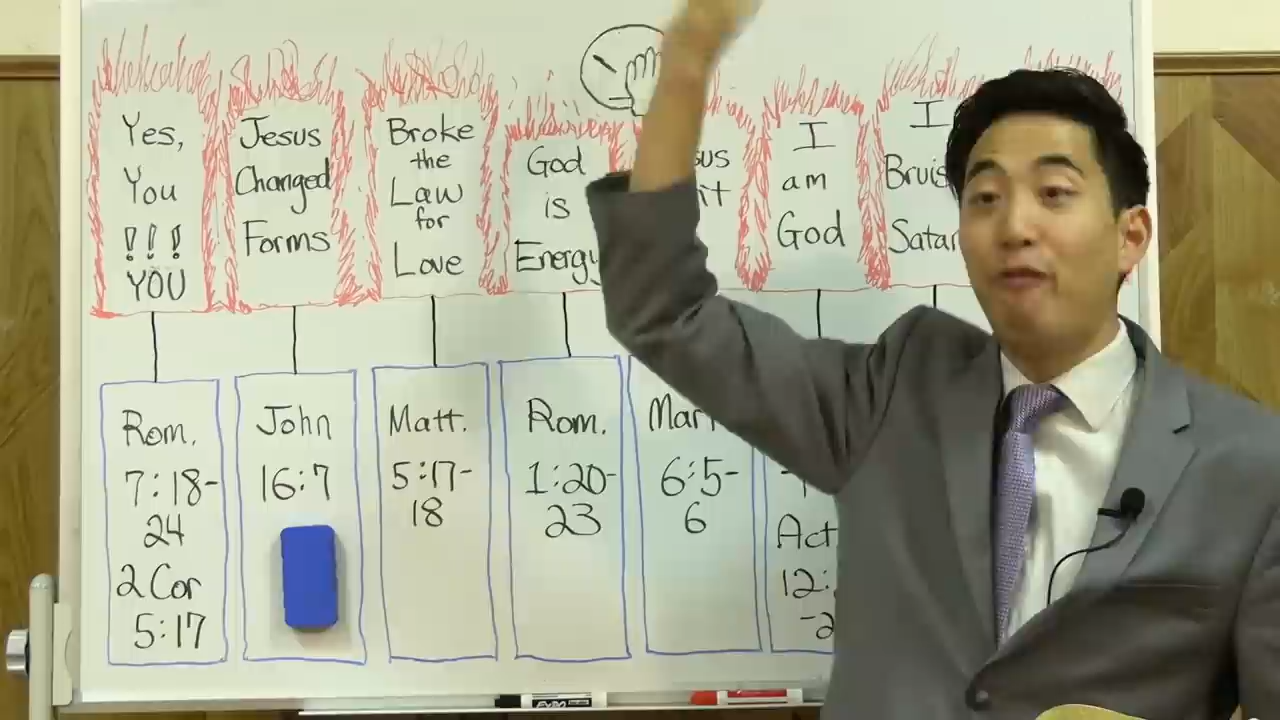 Yes,
You
!!!
YOU
Jesus
Changed
Forms
Broke
the
Law
for
Love
God
is
Energy
I
am
God
I
Rom.
7:18-
24
2 Cor
5:17
John
16:7
Matt.
5:17-
18
Rom.
1:20-
23
6:5-
6
12:
EXPO